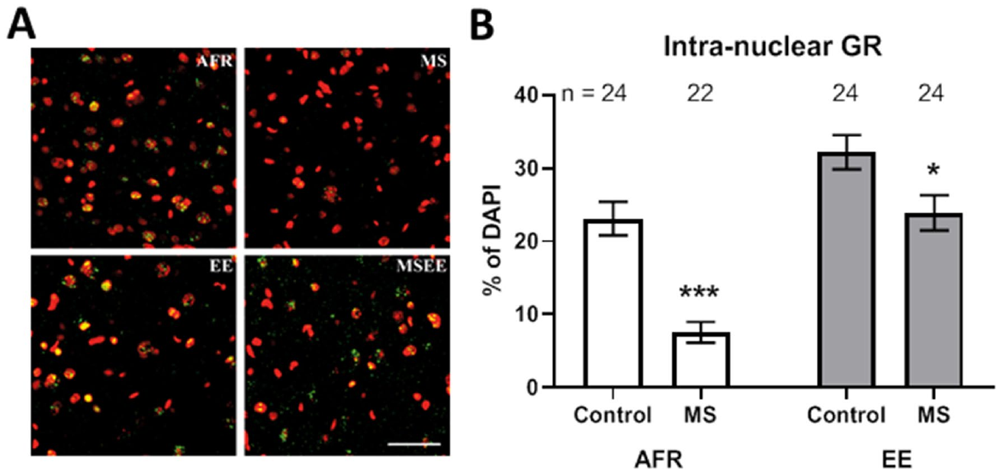 A
AFR
MS
EE
MSEE
B
Intra-nuclear GR
n = 24 22 24 24
% of DAPI
40
30
20
10
0
***
*
Control MS Control MS
AFR EE